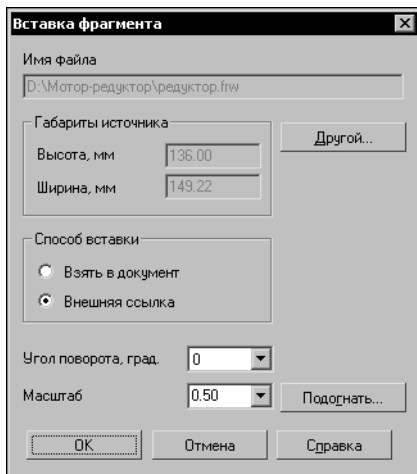 Вставка фрагмента
Имя файла
D:\Мотор-редуктор\редуктор.frw
Габариты источника
Высота, мм 136.00
Ширина, мм 149.22
Другой...
Способ вставки
Взять в документ
Внешняя ссылка
Угол поворота, град. 0
Масштаб 0.50
Подогнать...
OK Отмена Справка